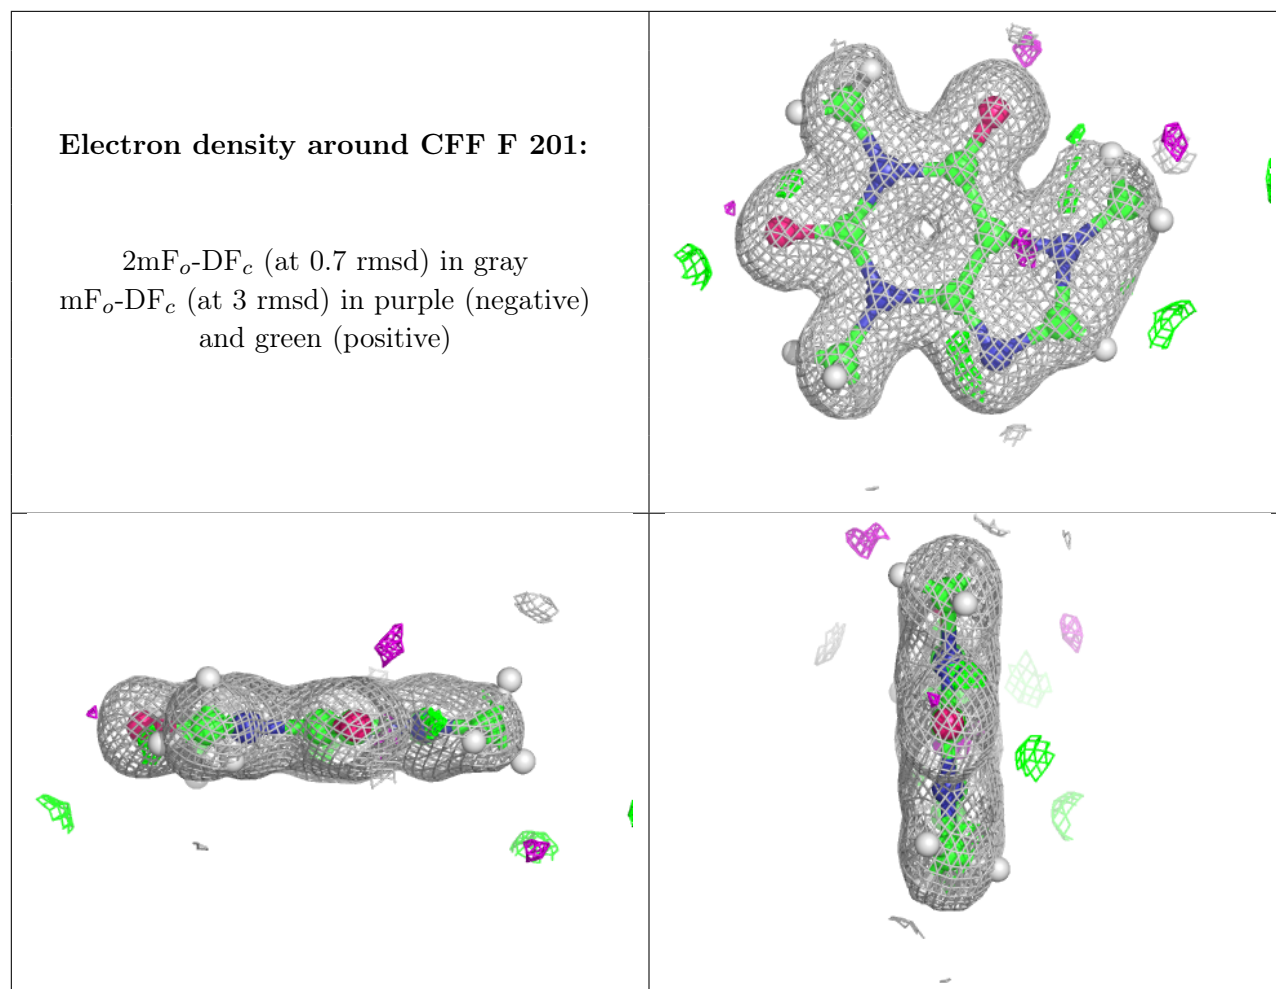 Electron density around CFF F 201:
2mFo-DFc (at 0.7 rmsd) in gray
mFo-DFc (at 3 rmsd) in purple (negative)
and green (positive)